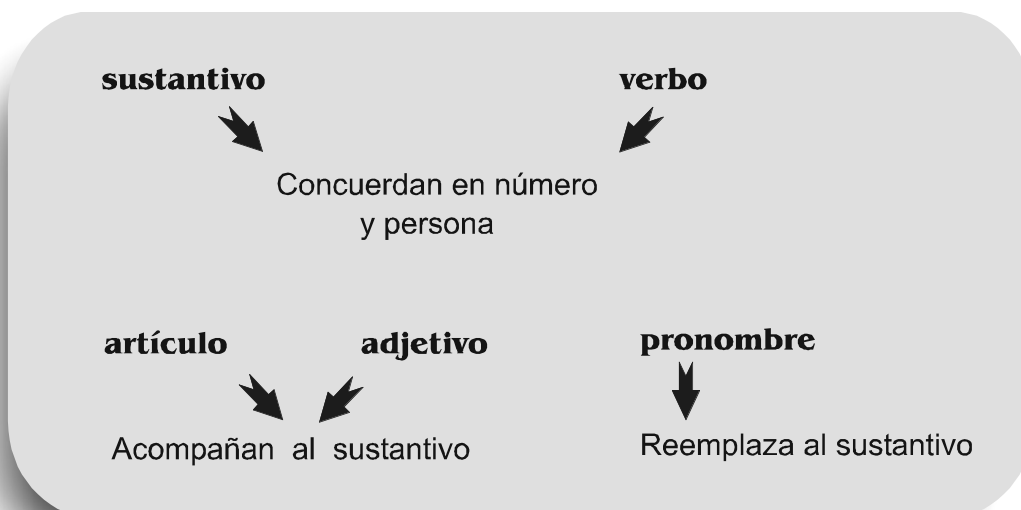 sustantivo
verbo
Concuerdan en número
y persona
artículo
adjetivo
pronombre
Acompañan al sustantivo
Reemplaza al sustantivo